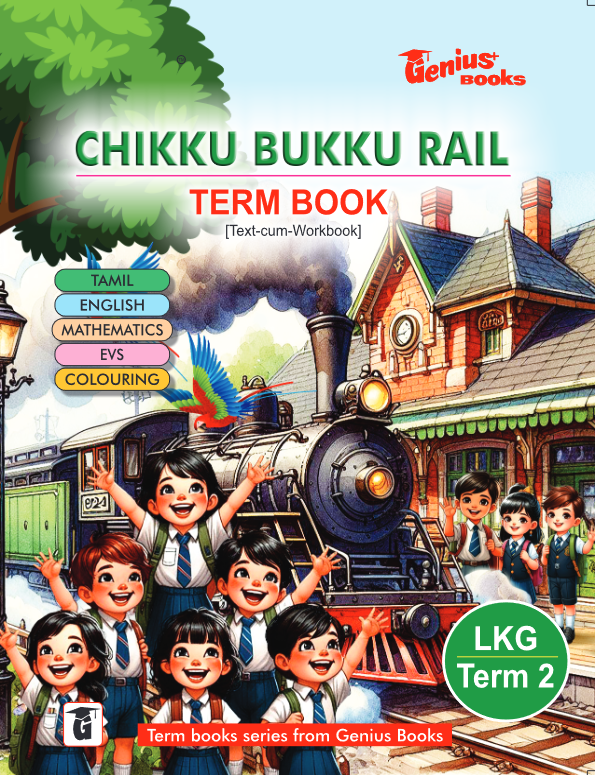 Genius+
BOOKS
CHIKKU BUKKU RAIL
TERM BOOK
[Text-cum-Workbook]
TAMIL
ENGLISH
MATHEMATICS
EVS
COLOURING
LKG
Term 2
G
Term books series from Genius Books